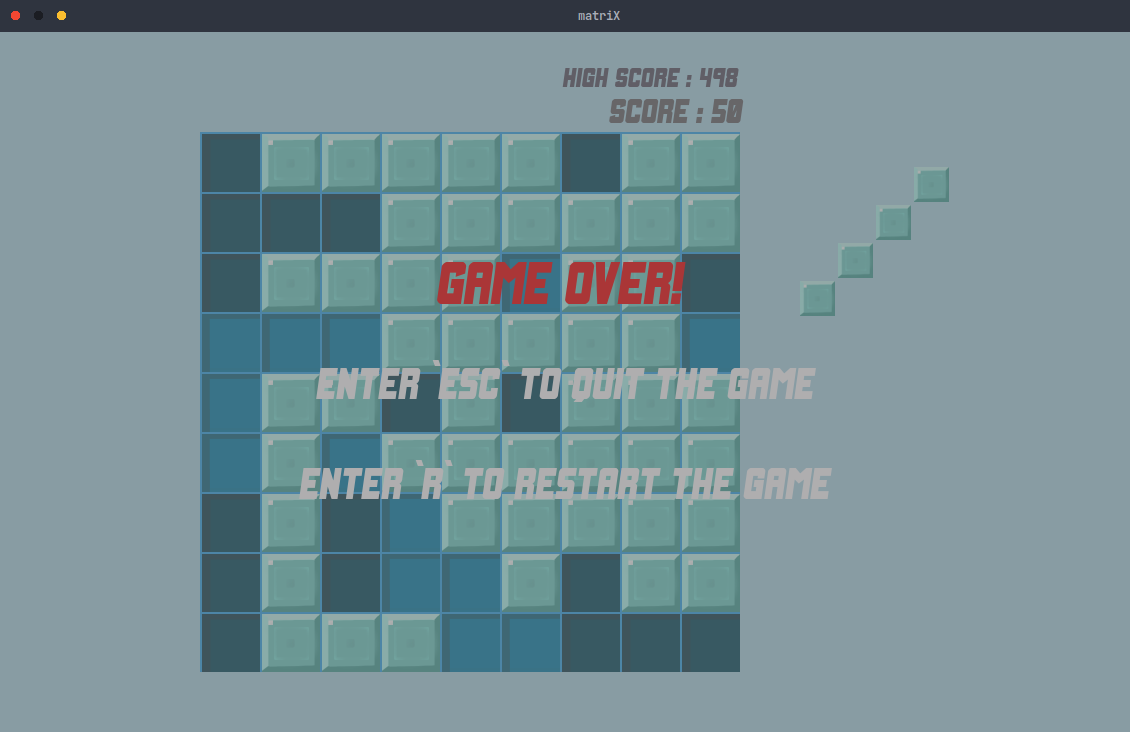 matriX
HIGH SCORE : 498
SCORE : 50
GAME OVER!
ENTER `ESC` TO QUIT THE GAME
ENTER `R` TO RESTART THE GAME